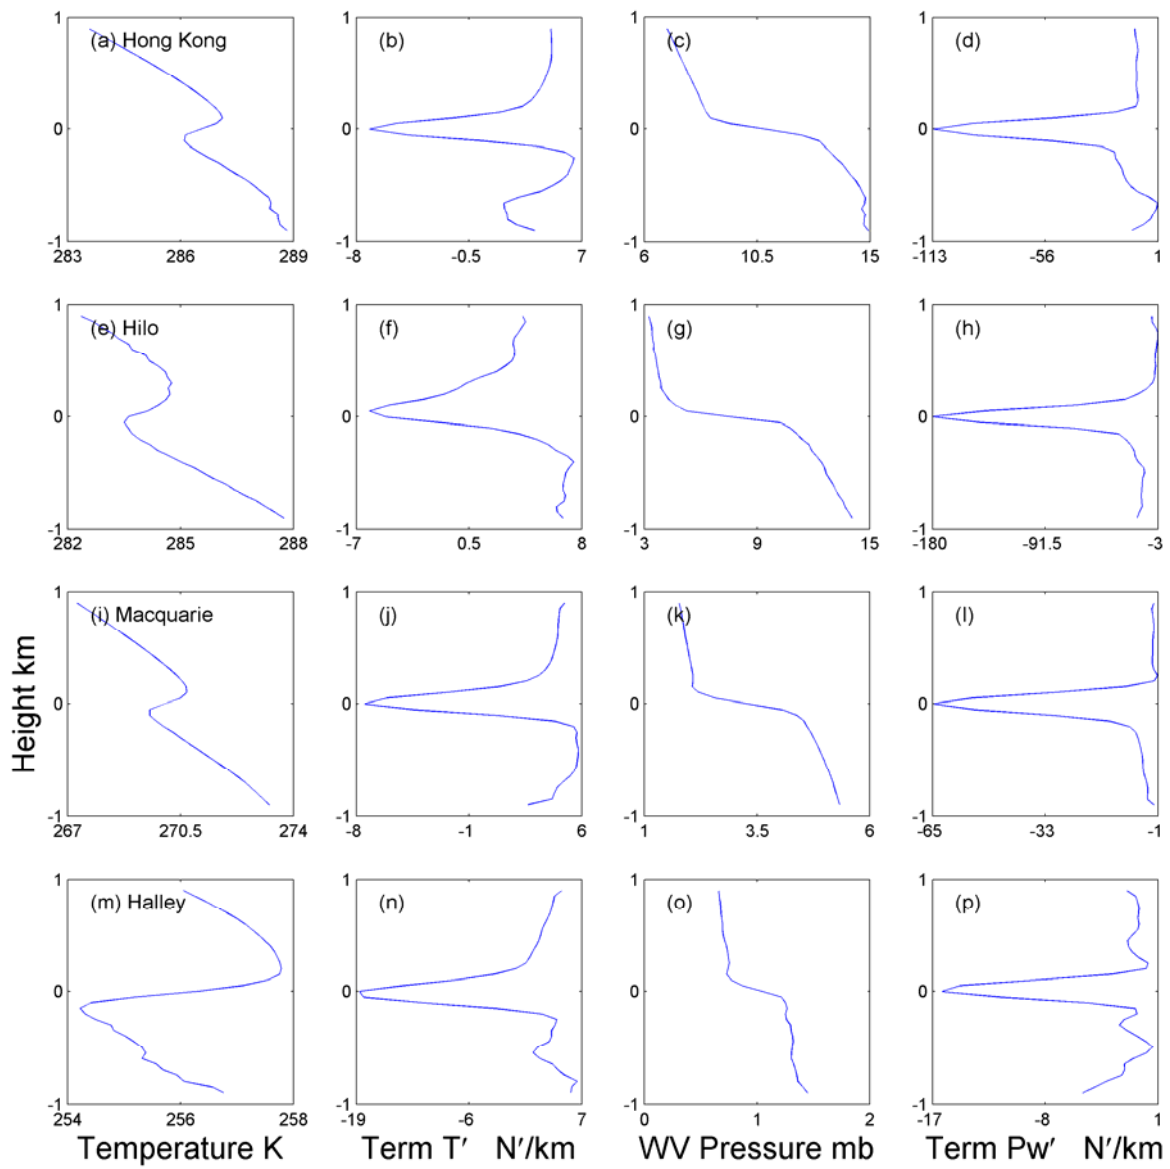 1 (a) Hong Kong 1 (b) 1 (c) 1 (d)
0 0 0 0
-1 -1 -1 -1
283 286 289 -8 -0.5 7 6 10.5 15 -113 -56 1
1 (e) Hilo 1 (f) 1 (g) 1 (h)
0 0 0 0
-1 -1 -1 -1
282 285 288 -7 0.5 8 3 9 15 -180 -91.5 -3
1 (i) Macquarie 1 (j) 1 (k) 1 (l)
0 0 0 0
-1 -1 -1 -1
267 270.5 274 -8 -1 6 1 3.5 6 -65 -33 -1
Height km
1 (m) Halley 1 (n) 1 (o) 1 (p)
0 0 0 0
-1 -1 -1 -1
254 256 258 -19 -6 7 0 1 2 -17 -8 1
Temperature K Term T′ N′/km WV Pressure mb Term Pw′ N′/km